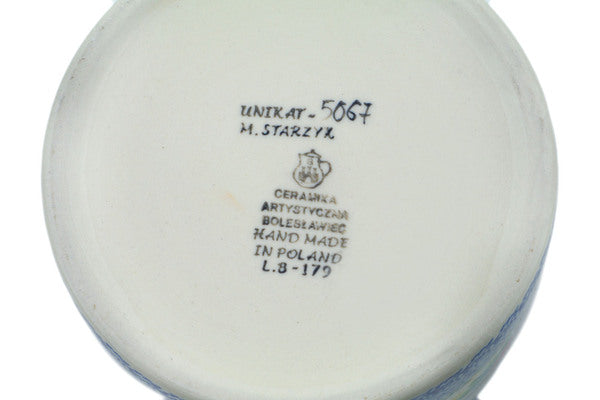 UNIKAT - 5067
M. STARZYK
CERAMIKA
ARTYSTYCZNA
BOLESŁAWIEC
HAND MADE
IN POLAND
L.8-179